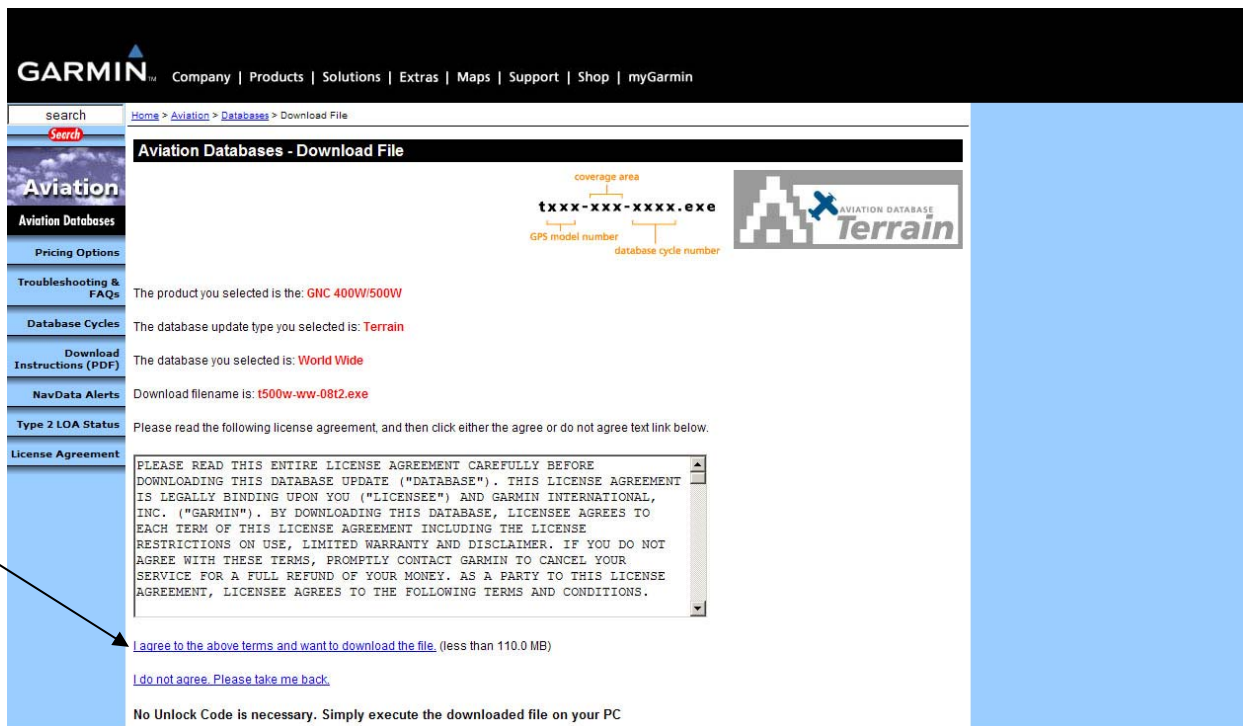 GARMIN™ Company | Products | Solutions | Extras | Maps | Support | Shop | myGarmin
search
Search
Home > Aviation > Databases > Download File
Aviation
Aviation Databases
Pricing Options
Troubleshooting &
FAQs
Database Cycles
Download
Instructions (PDF)
NavData Alerts
Type 2 LOA Status
License Agreement
Aviation Databases - Download File
coverage area
txxx-xxx-xxxx.exe
GPS model number
database cycle number
AVIATION DATABASE
Terrain
The product you selected is the: GNC 400W/500W
The database update type you selected is: Terrain
The database you selected is: World Wide
Download filename is: t500w-ww-08t2.exe
Please read the following license agreement, and then click either the agree or do not agree text link below.
PLEASE READ THIS ENTIRE LICENSE AGREEMENT CAREFULLY BEFORE
DOWNLOADING THIS DATABASE UPDATE ("DATABASE"). THIS LICENSE AGREEMENT
IS LEGALLY BINDING UPON YOU ("LICENSEE") AND GARMIN INTERNATIONAL,
INC. ("GARMIN"). BY DOWNLOADING THIS DATABASE, LICENSEE AGREES TO
EACH TERM OF THIS LICENSE AGREEMENT INCLUDING THE LICENSE
RESTRICTIONS ON USE, LIMITED WARRANTY AND DISCLAIMER. IF YOU DO NOT
AGREE WITH THESE TERMS, PROMPTLY CONTACT GARMIN TO CANCEL YOUR
SERVICE FOR A FULL REFUND OF YOUR MONEY. AS A PARTY TO THIS LICENSE
AGREEMENT, LICENSEE AGREES TO THE FOLLOWING TERMS AND CONDITIONS.
I agree to the above terms and want to download the file. (less than 110.0 MB)
I do not agree. Please take me back.
No Unlock Code is necessary. Simply execute the downloaded file on your PC